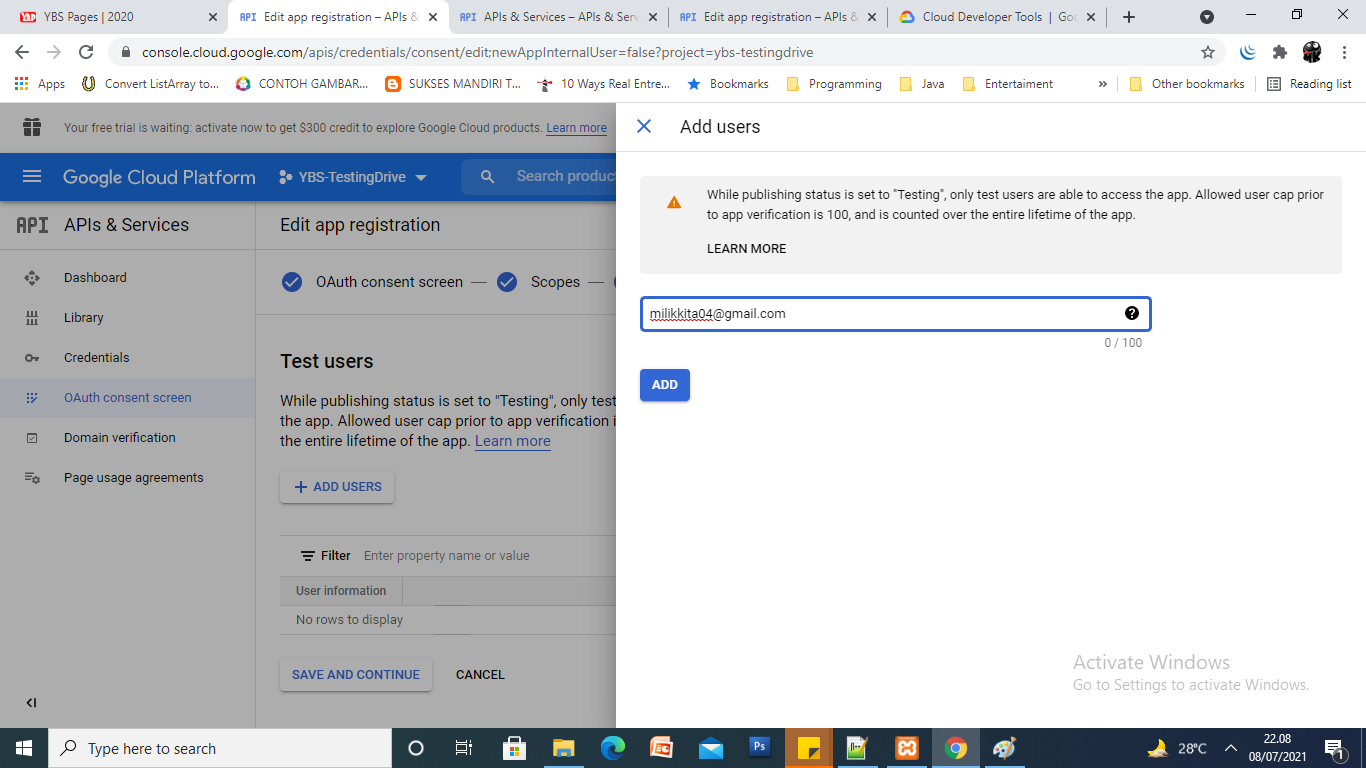 YBS Pages | 2020
Edit app registration – APIs &
APIs & Services – APIs & Serv
Edit app registration – APIs &
Cloud Developer Tools | Goo
console.cloud.google.com/apis/credentials/consent/edit;newAppInternalUser=false?project=ybs-testingdrive
Apps
Convert ListArray to...
CONTOH GAMBAR...
SUKSES MANDIRI T...
10 Ways Real Entre...
Bookmarks
Programming
Java
Entertaiment
»
Other bookmarks
Reading list
Your free trial is waiting: activate now to get $300 credit to explore Google Cloud products. Learn more
Google Cloud Platform
YBS-TestingDrive
Search produc
API APIs & Services
Dashboard
Library
Credentials
OAuth consent screen
Domain verification
Page usage agreements
Edit app registration
OAuth consent screen — Scopes —
Test users
While publishing status is set to "Testing", only test
the app. Allowed user cap prior to app verification i
the entire lifetime of the app. Learn more
+ ADD USERS
Filter Enter property name or value
User information
No rows to display
SAVE AND CONTINUE CANCEL
Add users
While publishing status is set to "Testing", only test users are able to access the app. Allowed user cap prior
to app verification is 100, and is counted over the entire lifetime of the app.
LEARN MORE
milikkita04@gmail.com
0 / 100
ADD
Activate Windows
Go to Settings to activate Windows.
Type here to search
Ps
28°C
22.08
08/07/2021
1